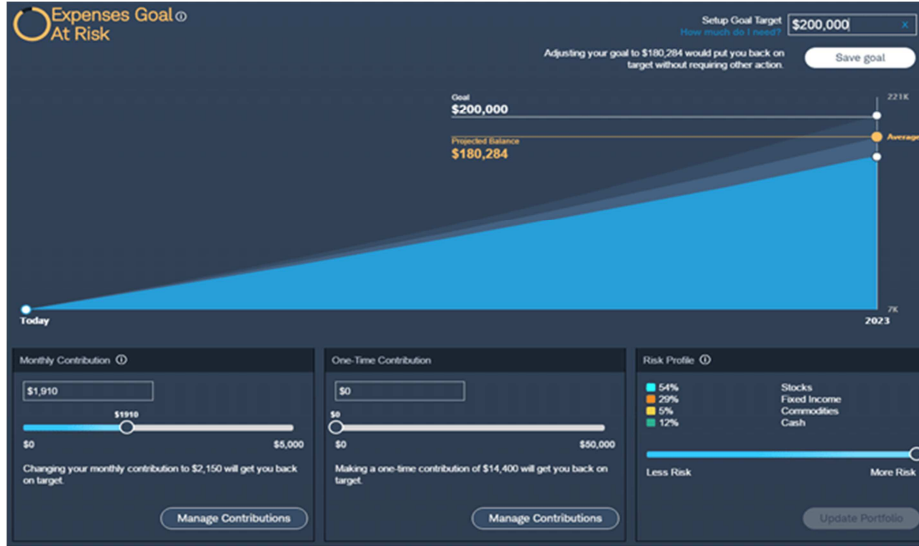 Expenses Goal ⓘ
At Risk
Setup Goal Target
How much do I need?
$200,000 x
Adjusting your goal to $180,284 would put you back on
target without requiring other action.
Save goal
Goal
$200,000
221K
Projected Balance
$180,284
Average
7K
Today
2023
Monthly Contribution ⓘ
$1,910
$1910
$0 $5,000
Changing your monthly contribution to $2,150 will get you back
on target.
Manage Contributions
One-Time Contribution
$0
$0
$0 $50,000
Making a one-time contribution of $14,400 will get you back on
target.
Manage Contributions
Risk Profile ⓘ
54% Stocks
29% Fixed Income
5% Commodities
12% Cash
Less Risk More Risk
Update Portfolio